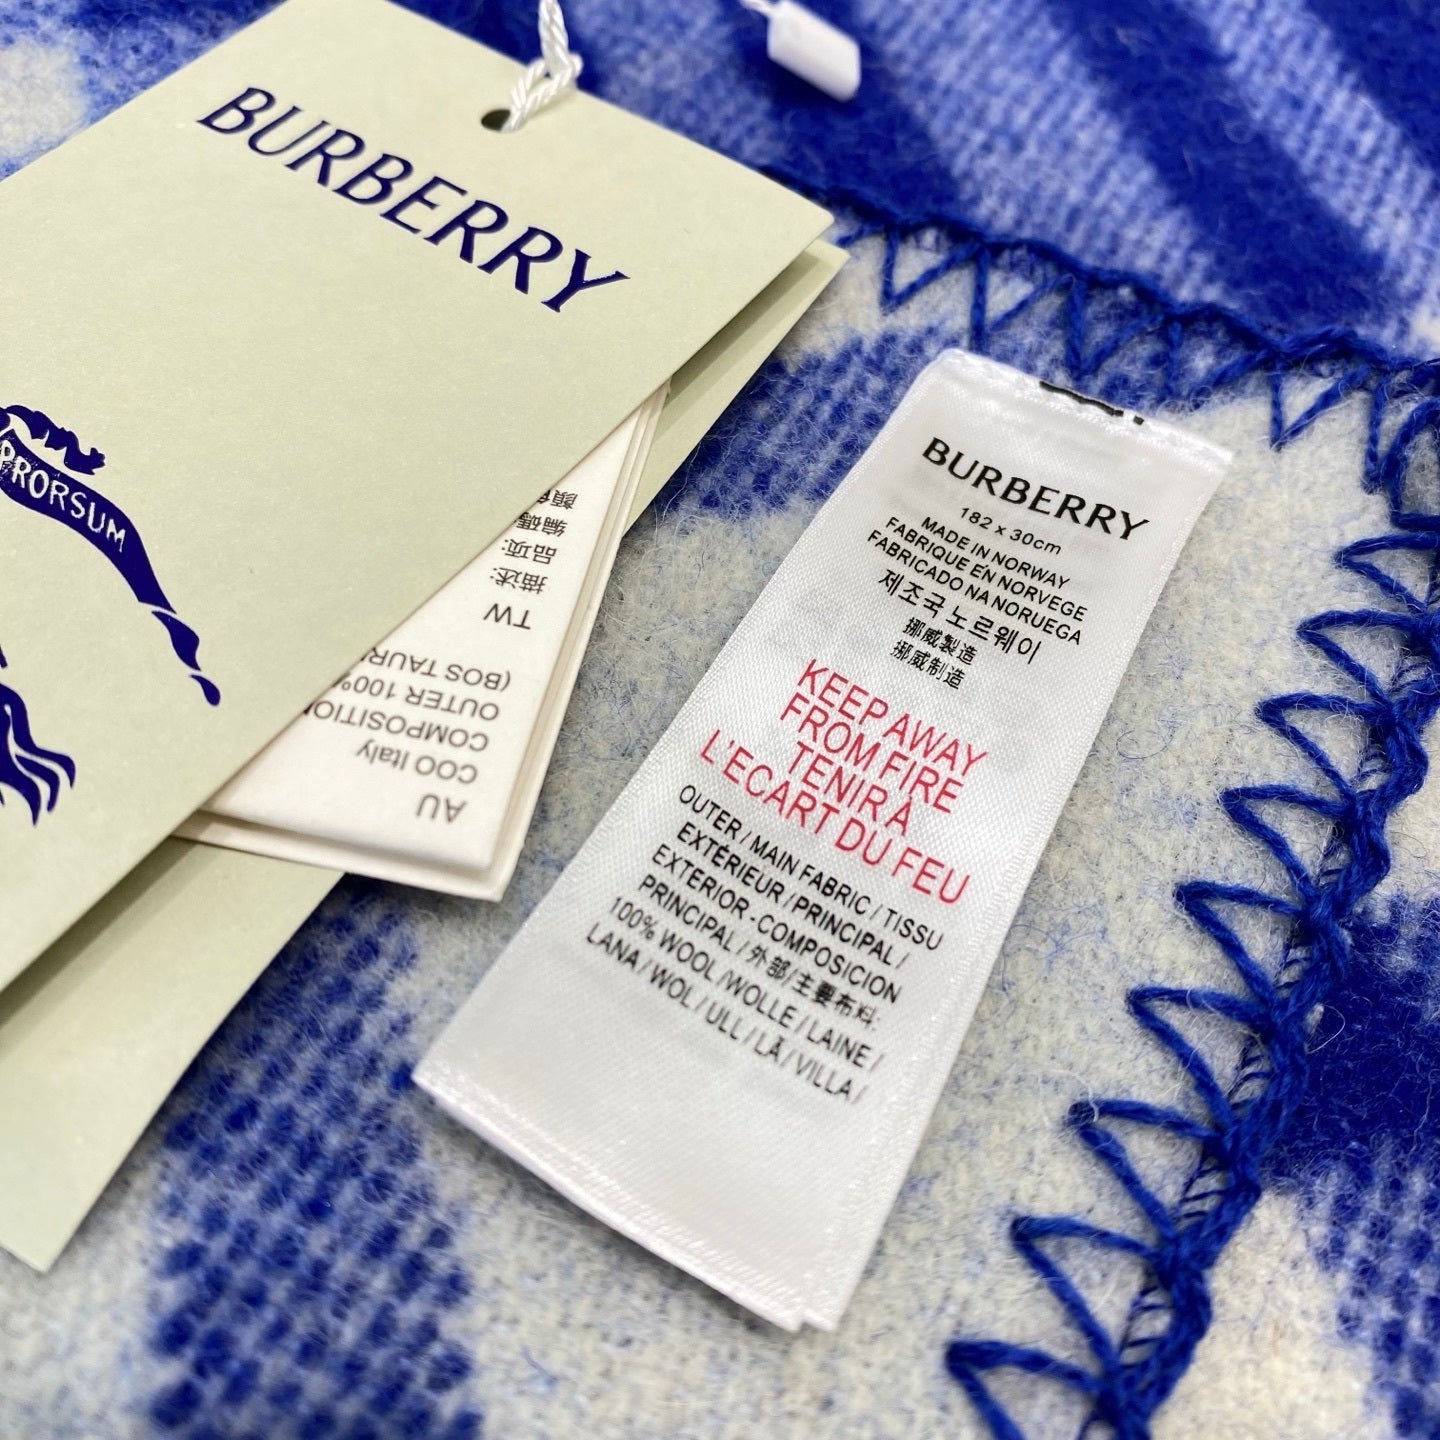 BURBERRY
PRORSUM
AU
COO Italy
COMPOSITION
OUTER 100%
(BOS TAUR
TW
描述:
品項:
編碼:
BURBERRY
182 x 30cm
MADE IN NORWAY
FABRIQUE EN NORVEGE
FABRICADO NA NORUEGA
제조국 노르웨이
挪威製造
挪威制造
KEEP AWAY
FROM FIRE
TENIR À
L'ECART DU FEU
OUTER / MAIN FABRIC / TISSU
EXTÉRIEUR / PRINCIPAL /
EXTERIOR - COMPOSICION
PRINCIPAL / 外部/主要布料:
100% WOOL /WOLLE / LAINE /
LANA / WOL / ULL / LÃ / VILLA /